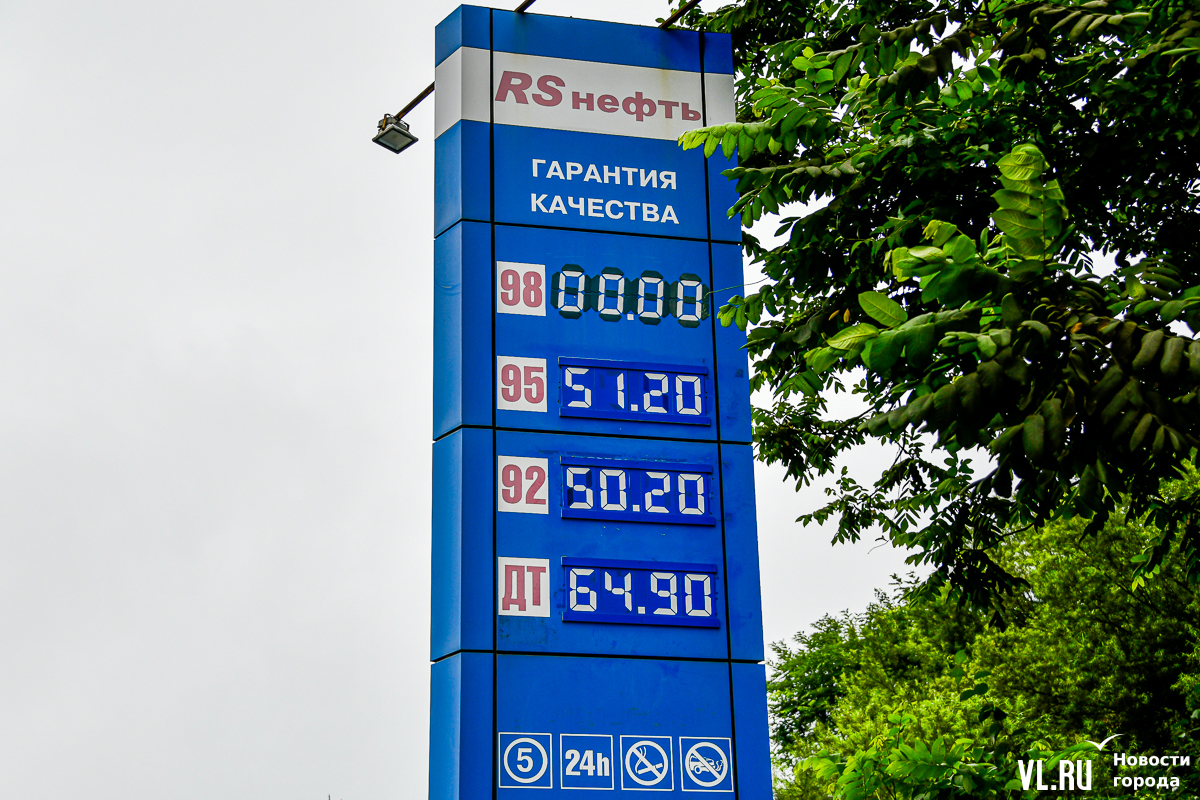 RS нефть
ГАРАНТИЯ
КАЧЕСТВА
98 00.00
95 51.20
92 50.20
ДТ 64.90
5 24h
VL.RU Новости
города